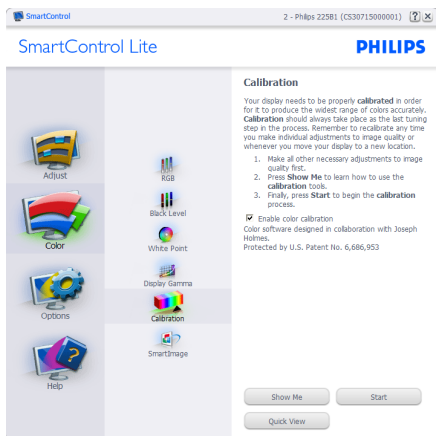 SmartControl
2 - Philips 225B1 (CS30715000001)
SmartControl Lite
PHILIPS
Adjust
Color
Options
Help
RGB
Black Level
White Point
Display Gamma
Calibration
SmartImage
Calibration
Your display needs to be properly calibrated in order
for it to produce the widest range of colors accurately.
Calibration should always take place as the last tuning
step in the process. Remember to recalibrate any time
you make individual adjustments to image quality or
whenever you move your display to a new location.
1. Make all other necessary adjustments to image
quality first.
2. Press Show Me to learn how to use the
calibration tools.
3. Finally, press Start to begin the calibration
process.
Enable color calibration
Color software designed in collaboration with Joseph
Holmes.
Protected by U.S. Patent No. 6,686,953
Show Me
Start
Quick View